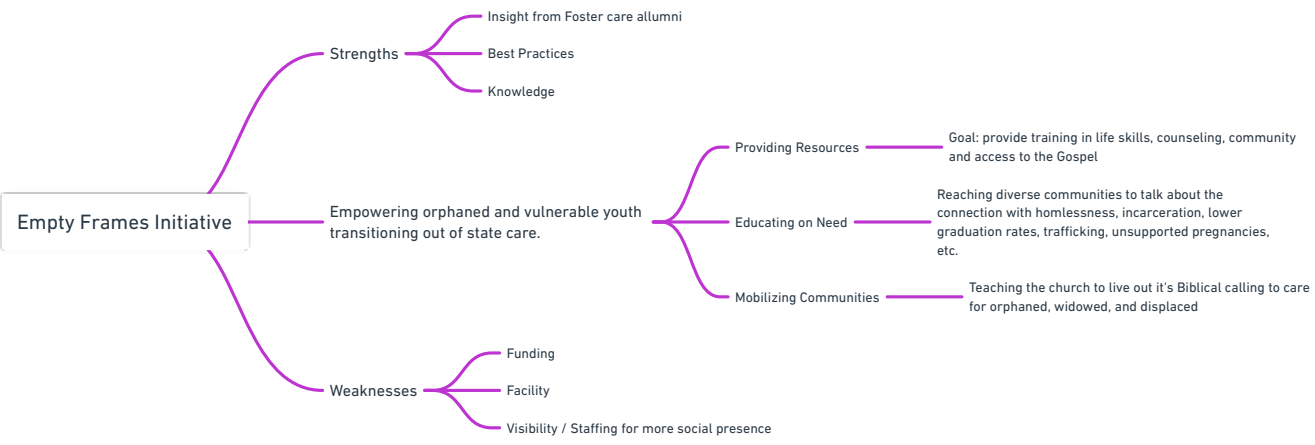 Empty Frames Initiative
Strengths
Insight from Foster care allumni
Best Practices
Knowledge
Empowering orphaned and vulnerable youth
transitioning out of state care.
Providing Resources
Goal: provide training in life skills, counseling, community
and access to the Gospel
Educating on Need
Reaching diverse communities to talk about the
connection with homlessness, incarceration, lower
graduation rates, trafficking, unsupported pregnancies,
etc.
Mobilizing Communities
Teaching the church to live out it's Biblical calling to care
for orphaned, widowed, and displaced
Weaknesses
Funding
Facility
Visibility / Staffing for more social presence